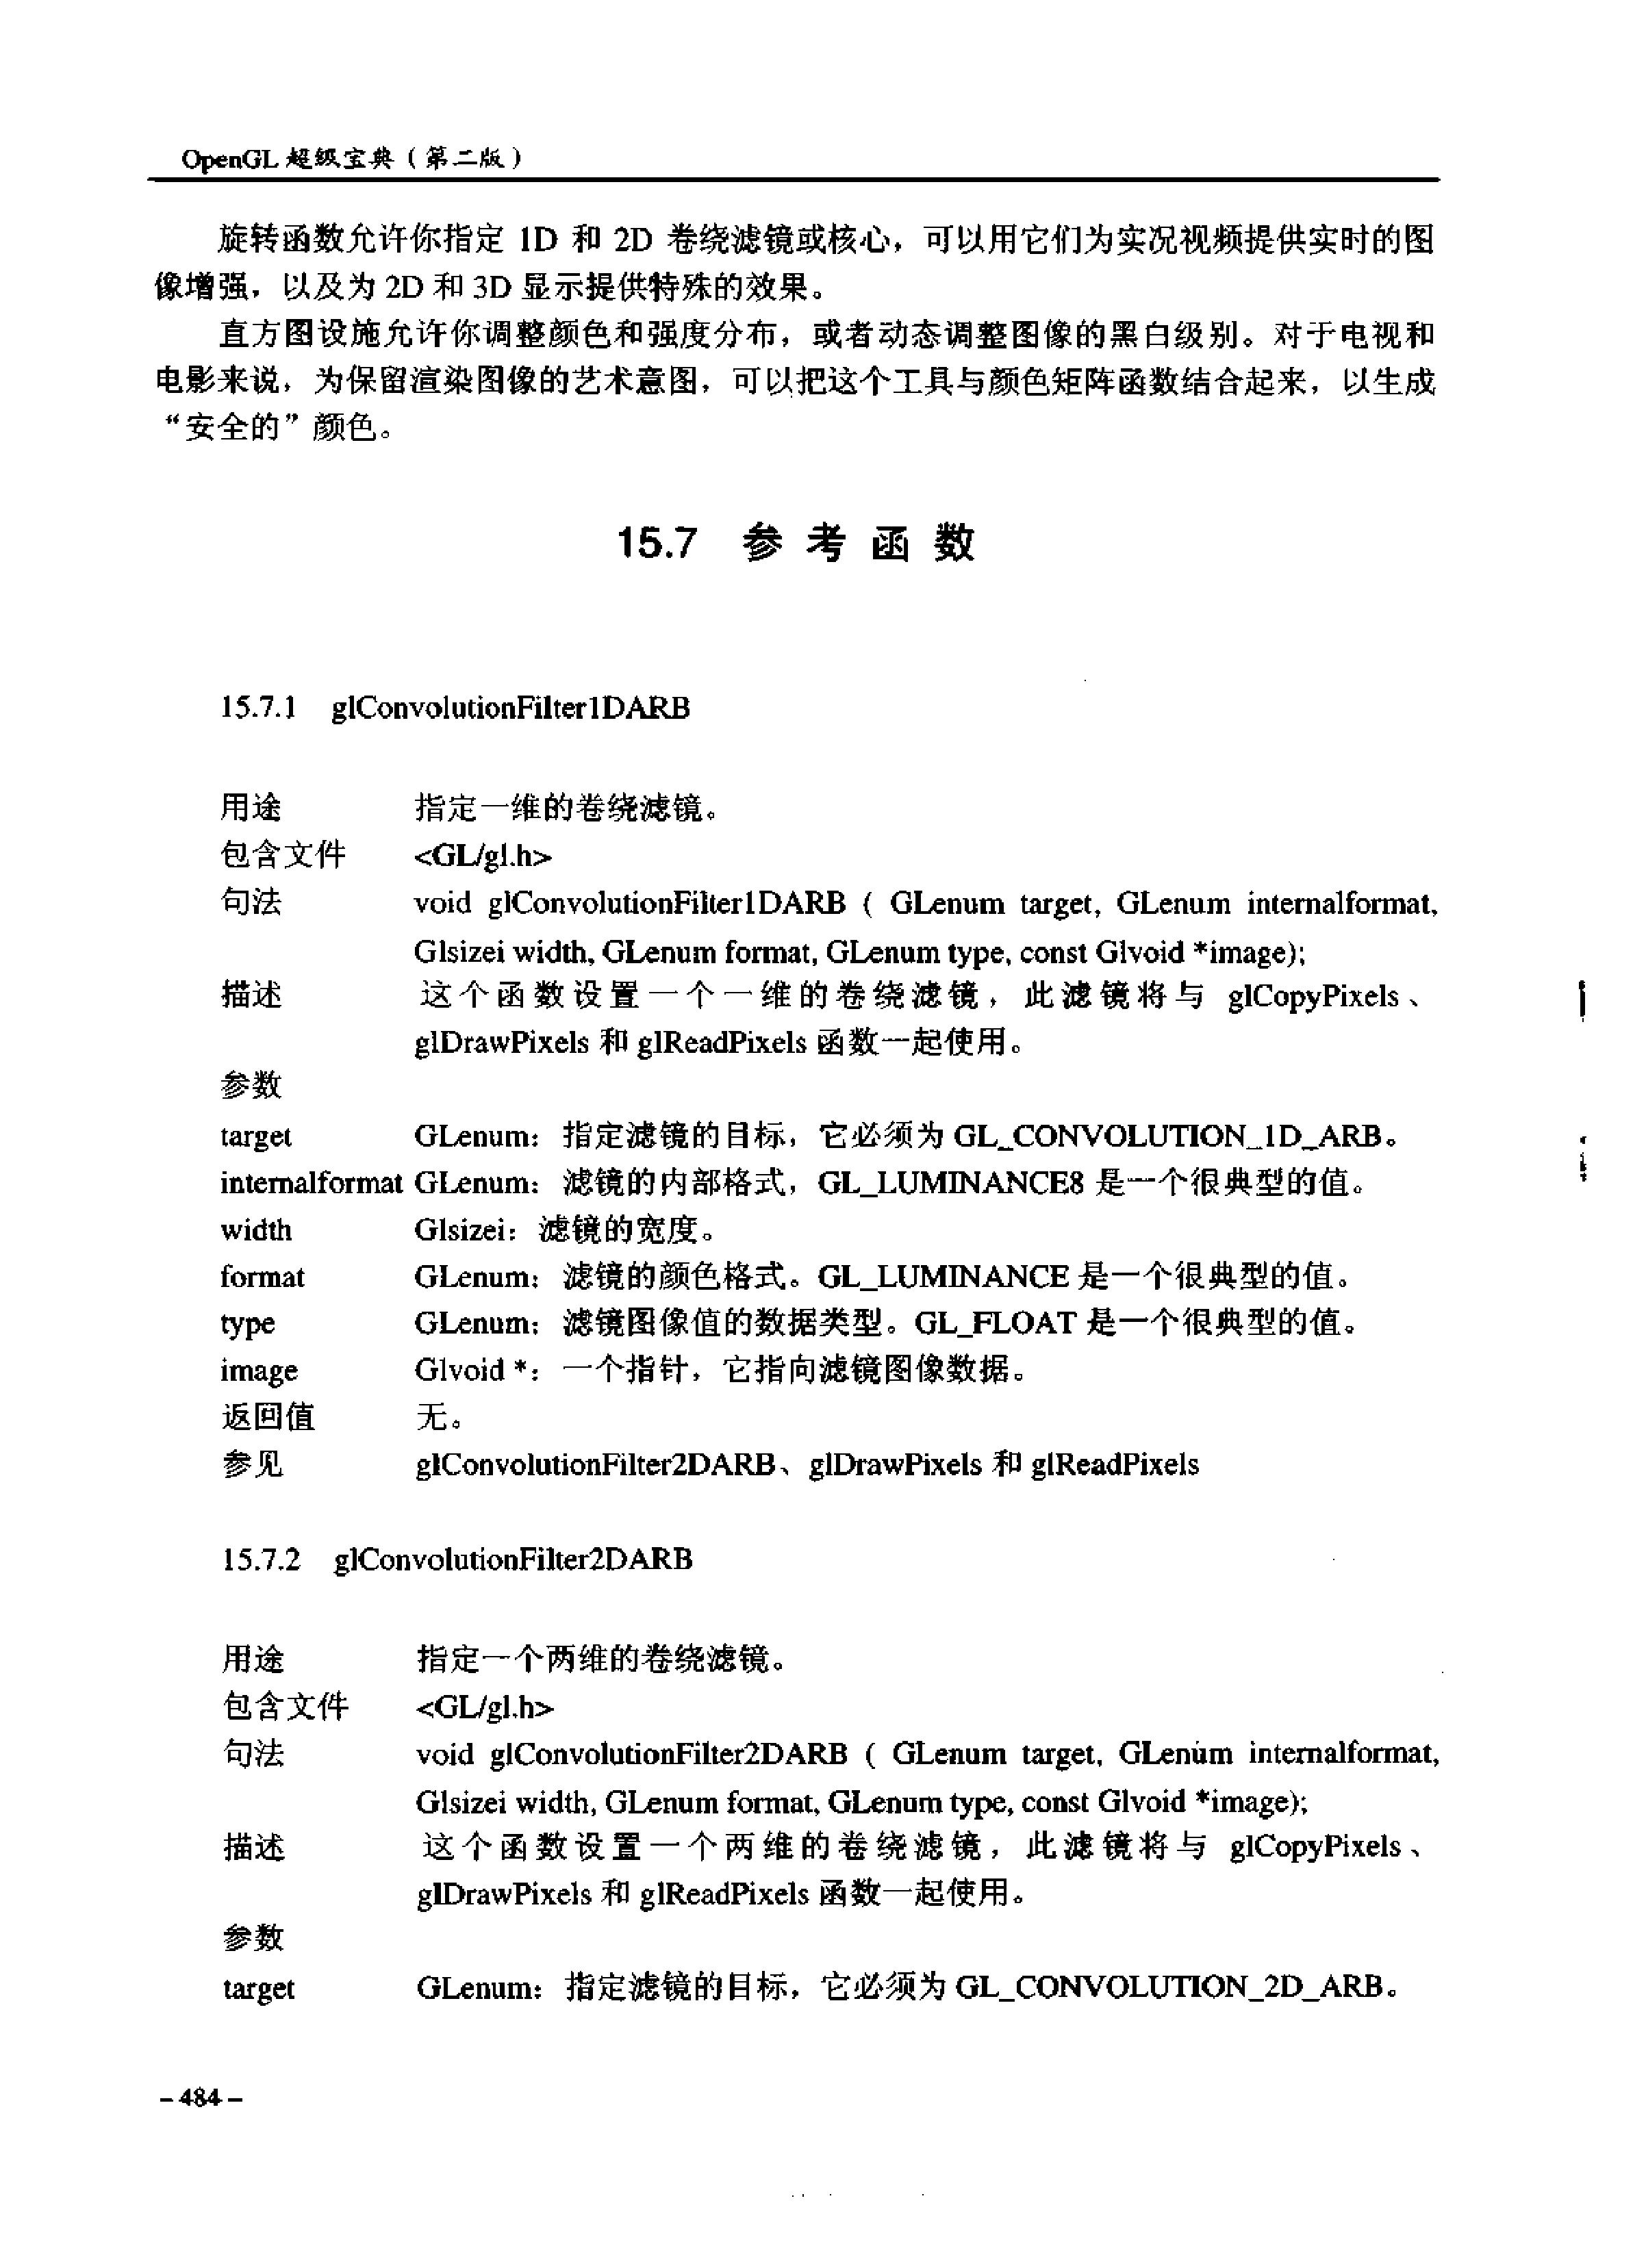 OpenGL 超级宝典（第二版）
旋转函数允许你指定 1D 和 2D 卷绕滤镜或核心，可以用它们为实况视频提供实时的图
像增强，以及为 2D 和 3D 显示提供特殊的效果。
直方图设施允许你调整颜色和强度分布，或者动态调整图像的黑白级别。对于电视和
电影来说，为保留渲染图像的艺术意图，可以把这个工具与颜色矩阵函数结合起来，以生成
“安全的”颜色。
15.7 参考函数
15.7.1 glConvolutionFilter1DARB
用途 指定一维的卷绕滤镜。
包含文件 <GL/gl.h>
句法 void glConvolutionFilter1DARB ( GLenum target, GLenum internalformat,
Glsizei width, GLenum format, GLenum type, const Glvoid *image);
描述 这个函数设置一个一维的卷绕滤镜，此滤镜将与 glCopyPixels、
glDrawPixels 和 glReadPixels 函数一起使用。
参数
target GLenum：指定滤镜的目标，它必须为 GL_CONVOLUTION_1D_ARB。
internalformat GLenum：滤镜的内部格式，GL_LUMINANCE8 是一个很典型的值。
width Glsizei：滤镜的宽度。
format GLenum：滤镜的颜色格式。GL_LUMINANCE 是一个很典型的值。
type GLenum：滤镜图像值的数据类型。GL_FLOAT 是一个很典型的值。
image Glvoid *：一个指针，它指向滤镜图像数据。
返回值 无。
参见 glConvolutionFilter2DARB、glDrawPixels 和 glReadPixels
15.7.2 glConvolutionFilter2DARB
用途 指定一个两维的卷绕滤镜。
包含文件 <GL/gl.h>
句法 void glConvolutionFilter2DARB ( GLenum target, GLenum internalformat,
Glsizei width, GLenum format, GLenum type, const Glvoid *image);
描述 这个函数设置一个两维的卷绕滤镜，此滤镜将与 glCopyPixels、
glDrawPixels 和 glReadPixels 函数一起使用。
参数
target GLenum：指定滤镜的目标，它必须为 GL_CONVOLUTION_2D_ARB。
－484－